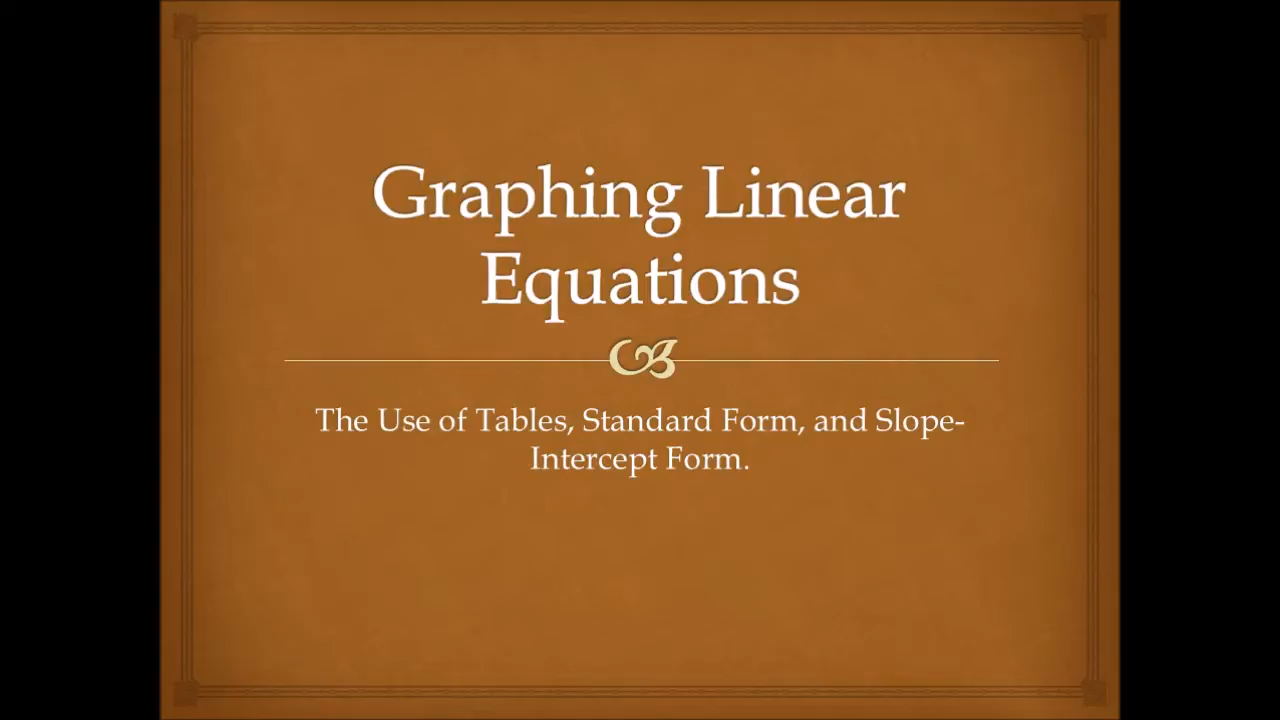 Graphing Linear
Equations
The Use of Tables, Standard Form, and Slope-
Intercept Form.